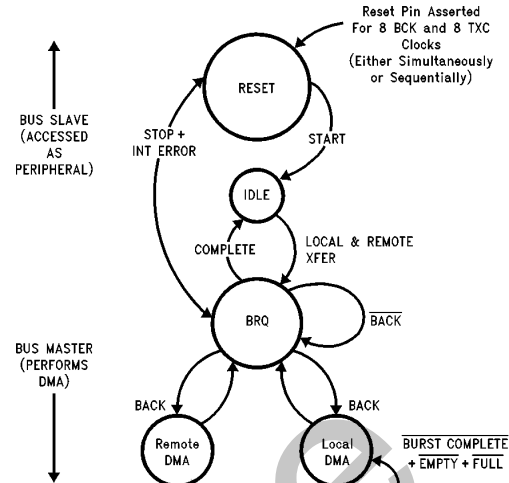 Reset Pin Asserted
For 8 BCK and 8 TXC
Clocks
(Either Simultaneously
or Sequentially)
RESET
BUS SLAVE
(ACCESSED
AS
PERIPHERAL)
STOP +
INT ERROR
START
IDLE
COMPLETE
LOCAL & REMOTE
XFER
BRQ
BACK
BUS MASTER
(PERFORMS
DMA)
BACK
BACK
Remote
DMA
Local
DMA
BURST COMPLETE
+ EMPTY + FULL